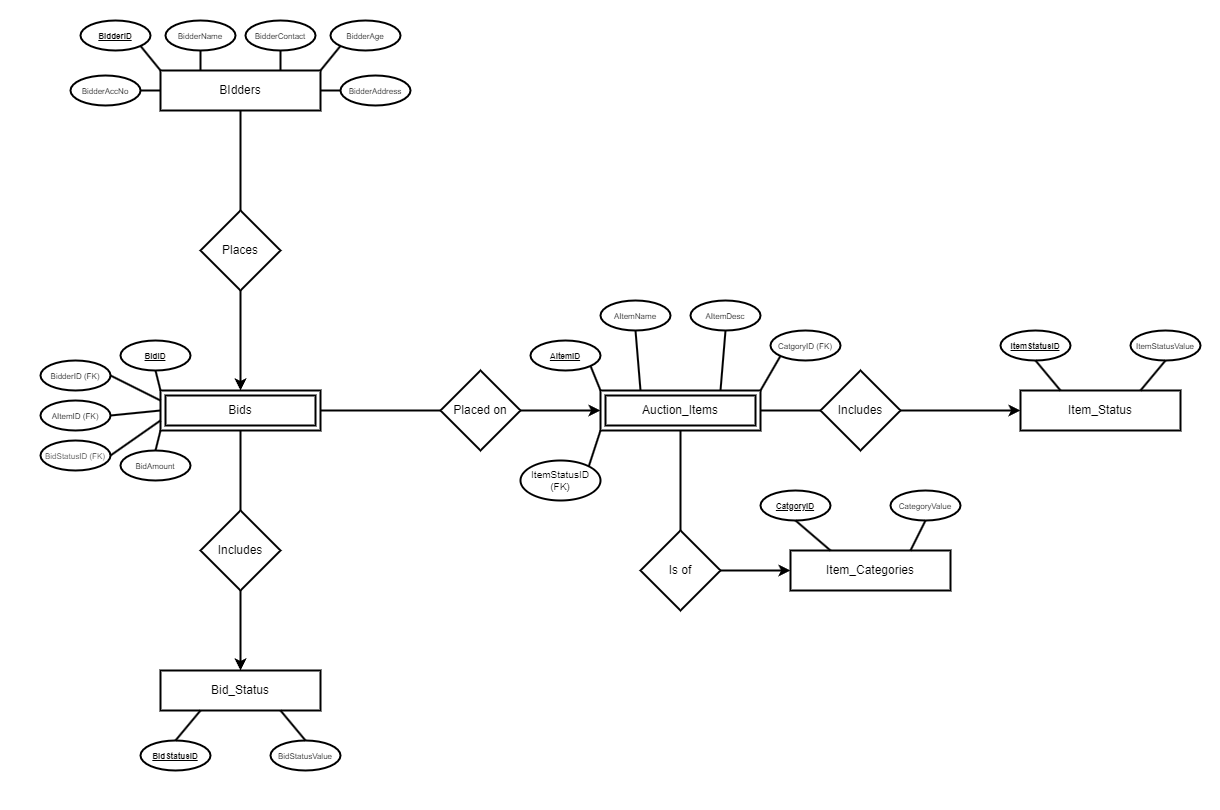 BidderID
BidderName
BidderContact
BidderAge
BidderAccNo
BIdders
BidderAddress
Places
AItemName
AItemDesc
BidID
AItemID
CatgoryID (FK)
ItemStatusID
ItemStatusValue
BidderID (FK)
AItemID (FK)
Bids
Placed on
Auction_Items
Includes
Item_Status
BidStatusID (FK)
BidAmount
ItemStatusID
(FK)
CatgoryID
CategoryValue
Includes
Is of
Item_Categories
Bid_Status
BidStatusID
BidStatusValue